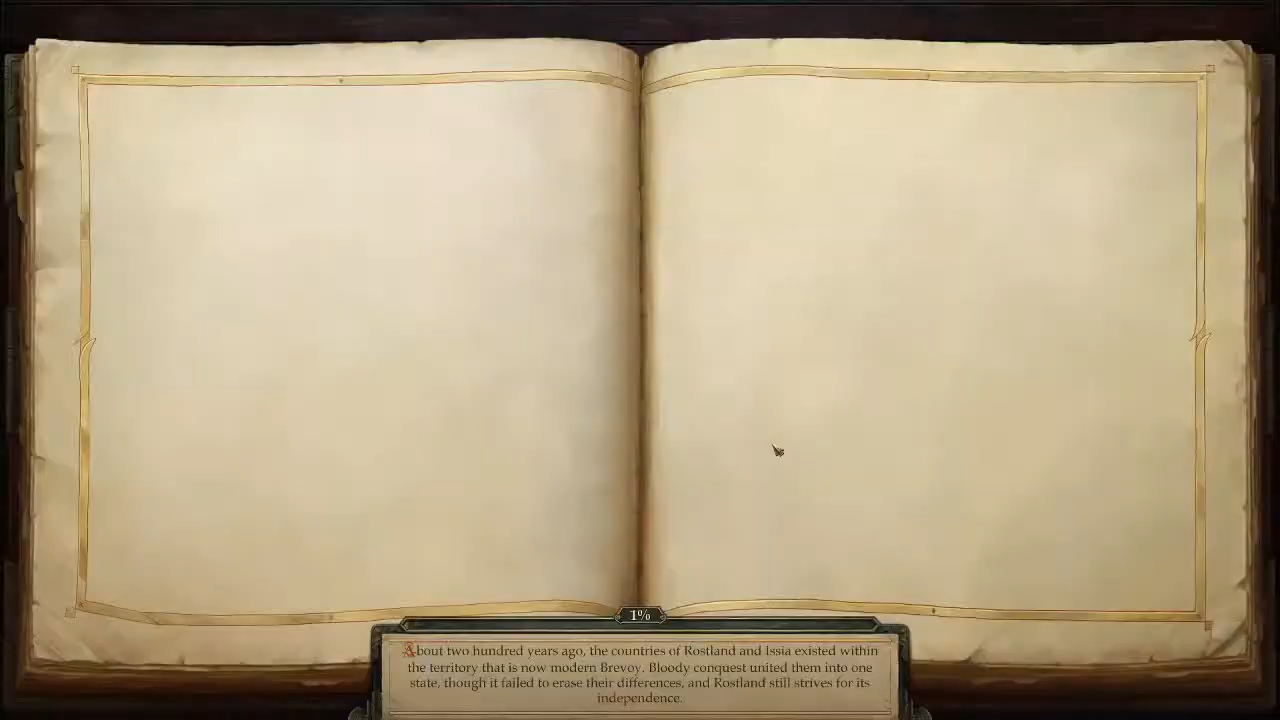 1%
About two hundred years ago, the countries of Rostland and Issia existed within
the territory that is now modern Brevoy. Bloody conquest united them into one
state, though it failed to erase their differences, and Rostland still strives for its
independence.